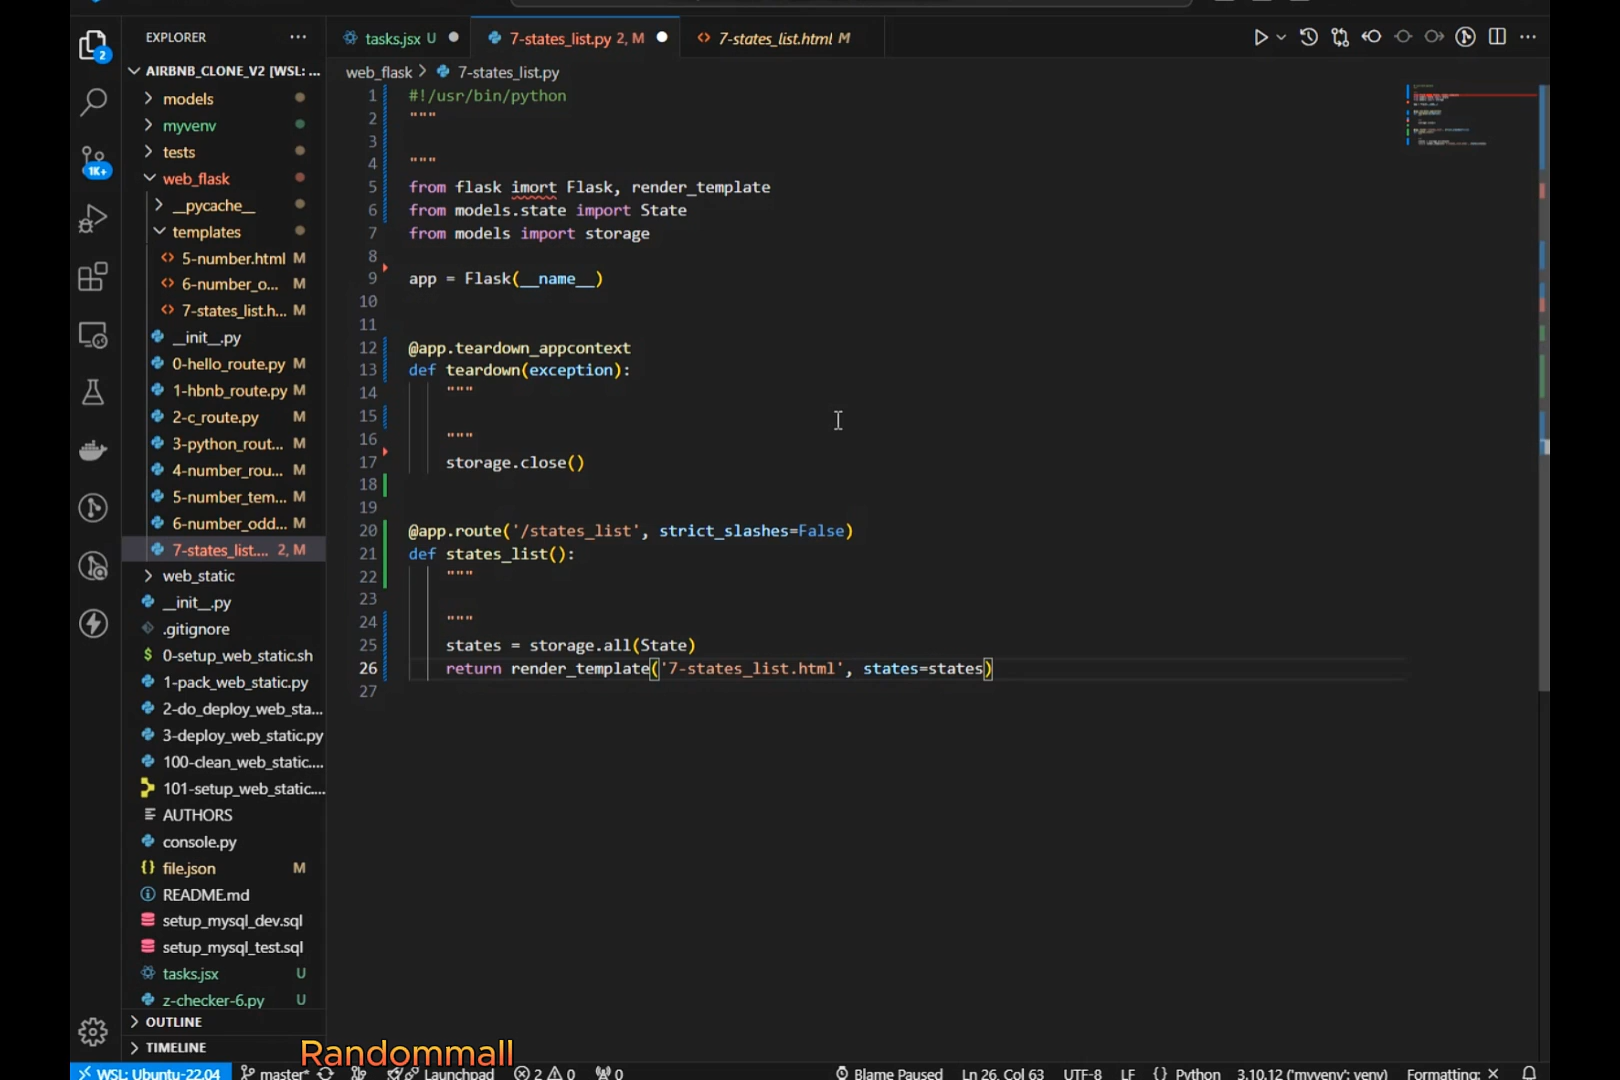 EXPLORER
AIRBNB_CLONE_V2 [WSL: ...
models
myvenv
tests
web_flask
__pycache__
templates
5-number.html M
6-number_o... M
7-states_list.h... M
__init__.py
0-hello_route.py M
1-hbnb_route.py M
2-c_route.py M
3-python_rout... M
4-number_rou... M
5-number_tem... M
6-number_odd... M
7-states_list.... 2, M
web_static
__init__.py
.gitignore
0-setup_web_static.sh
1-pack_web_static.py
2-do_deploy_web_sta...
3-deploy_web_static.py
100-clean_web_static....
101-setup_web_static....
AUTHORS
console.py
file.json M
README.md
setup_mysql_dev.sql
setup_mysql_test.sql
tasks.jsx U
z-checker-6.py U
OUTLINE
TIMELINE
2
1K+
tasks.jsx U
7-states_list.py 2, M
7-states_list.html M
web_flask > 7-states_list.py
1 #!/usr/bin/python
2 """
3
4 """
5 from flask imort Flask, render_template
6 from models.state import State
7 from models import storage
8
9 app = Flask(__name__)
10
11
12 @app.teardown_appcontext
13 def teardown(exception):
14 """
15
16 """
17 storage.close()
18
19
20 @app.route('/states_list', strict_slashes=False)
21 def states_list():
22 """
23
24 """
25 states = storage.all(State)
26 return render_template('7-states_list.html', states=states)
27
Randommall
WSL: Ubuntu-22.04 master* Launchpad 2 0 0 Blame Paused Ln 26, Col 63 UTF-8 LF {} Python 3.10.12 ('myvenv': venv) Formatting: ×